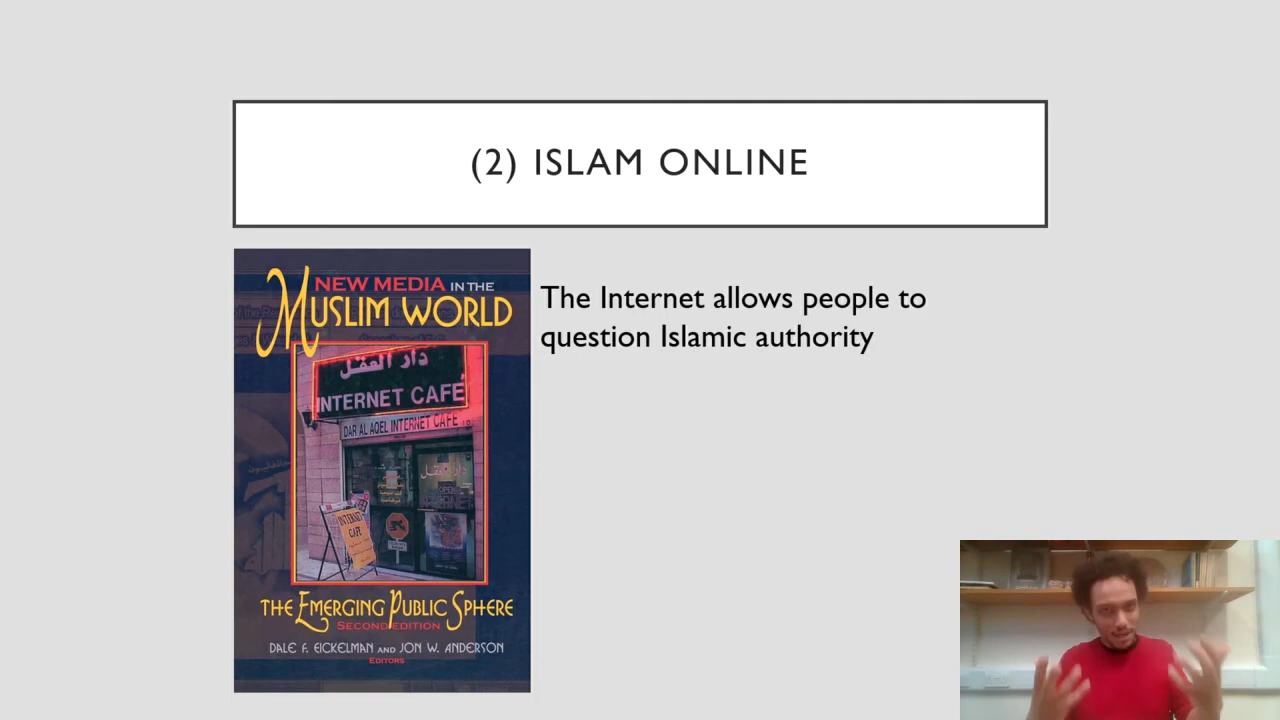 (2) ISLAM ONLINE
NEW MEDIA IN THE
MUSLIM WORLD
دار العقل
INTERNET CAFE
DAR AL AQEL INTERNET CAFE
INTERNET
CAFE
THE EMERGING PUBLIC SPHERE
SECOND EDITION
DALE F. EICKELMAN AND JON W. ANDERSON
EDITORS
The Internet allows people to
question Islamic authority